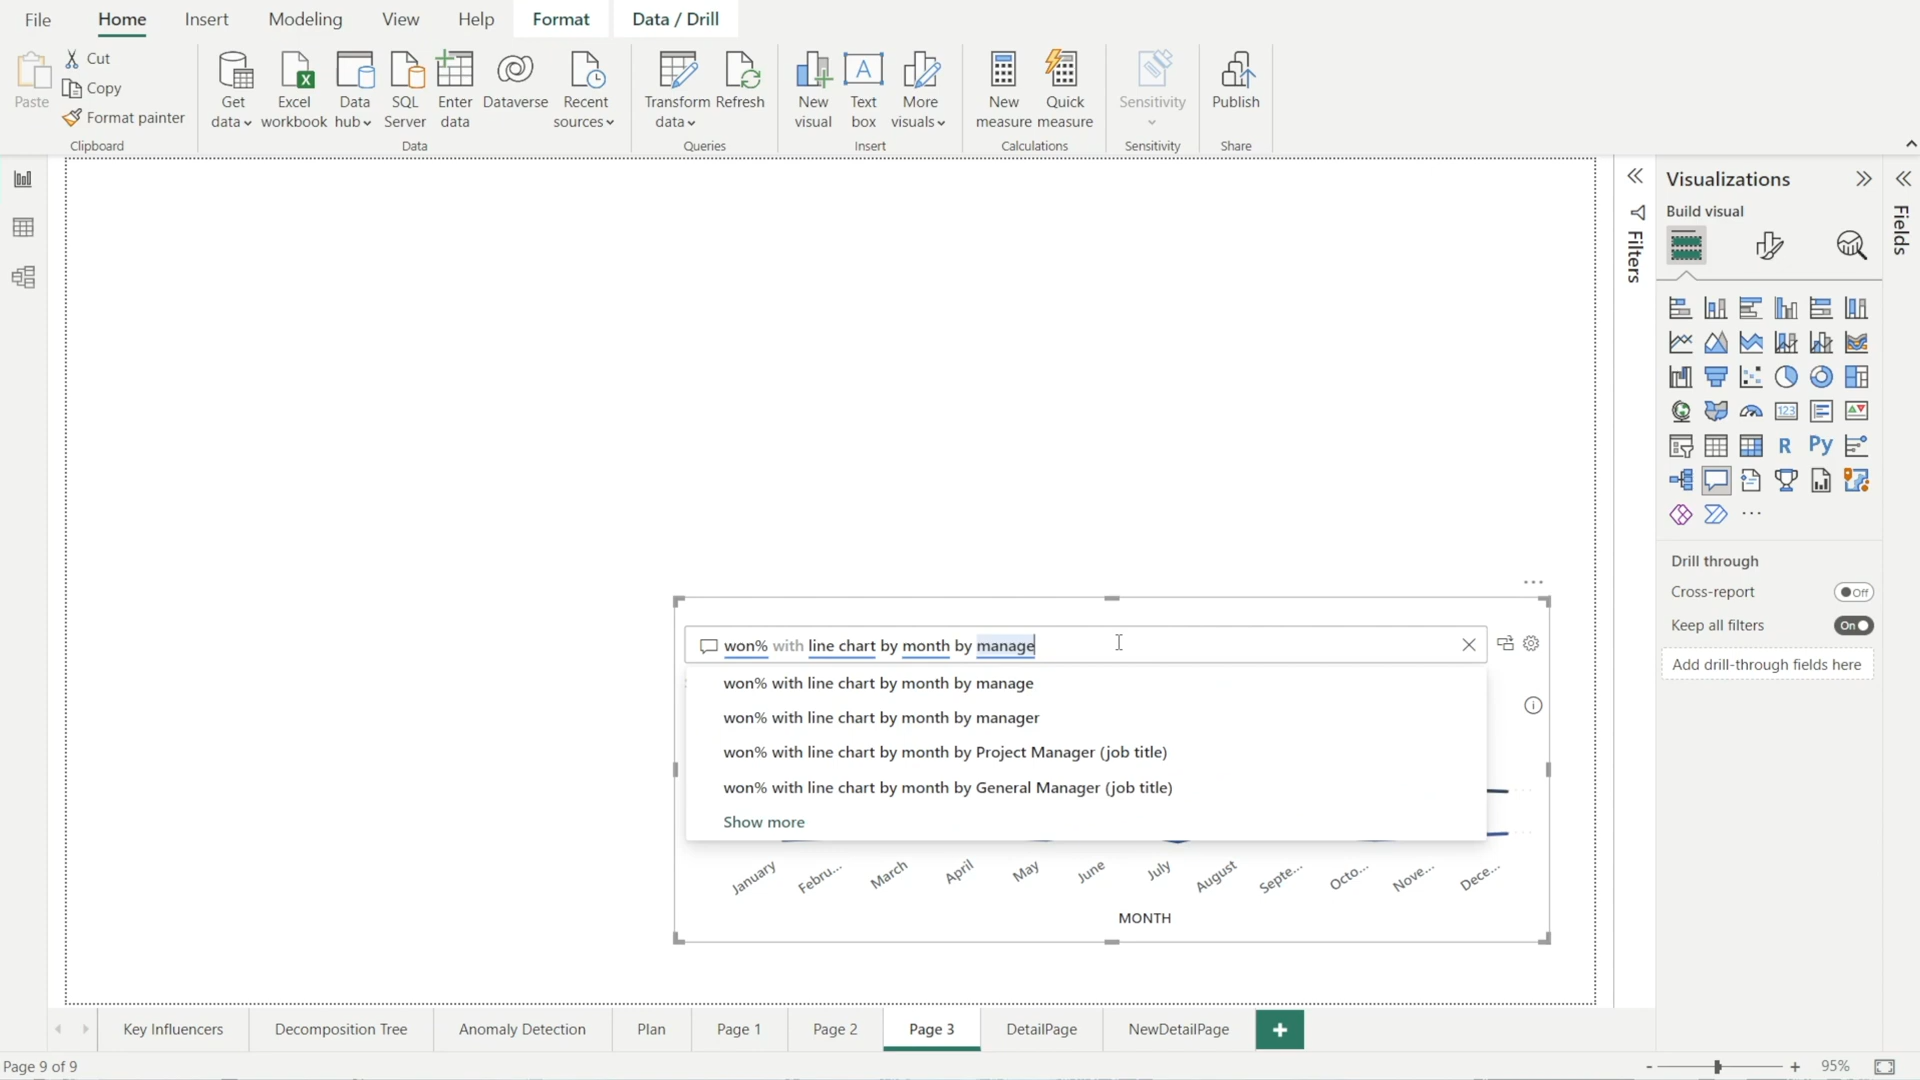 File
Home
Insert
Modeling
View
Help
Format
Data / Drill
Paste
Cut
Copy
Format painter
Clipboard
Get data
Excel workbook
Data hub
SQL Server
Enter data
Dataverse
Recent sources
Data
Transform data
Refresh
Queries
New visual
Text box
More visuals
Insert
New measure
Quick measure
Calculations
Sensitivity
Sensitivity
Publish
Share
Filters
Visualizations
Build visual
Fields
123
R
Py
Drill through
Cross-report
Off
Keep all filters
On
Add drill-through fields here
won% with line chart by month by manage
won% with line chart by month by manage
won% with line chart by month by manager
won% with line chart by month by Project Manager (job title)
won% with line chart by month by General Manager (job title)
Show more
January
Febru...
March
April
May
June
July
August
Septe...
Octo...
Nove...
Dece...
MONTH
Key Influencers
Decomposition Tree
Anomaly Detection
Plan
Page 1
Page 2
Page 3
DetailPage
NewDetailPage
Page 9 of 9
95%